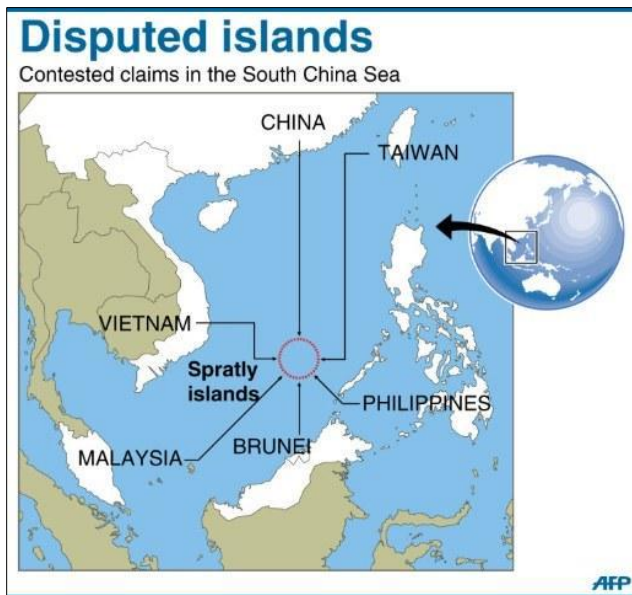 Disputed islands
Contested claims in the South China Sea
CHINA
TAIWAN
VIETNAM
Spratly
islands
PHILIPPINES
BRUNEI
MALAYSIA
AFP